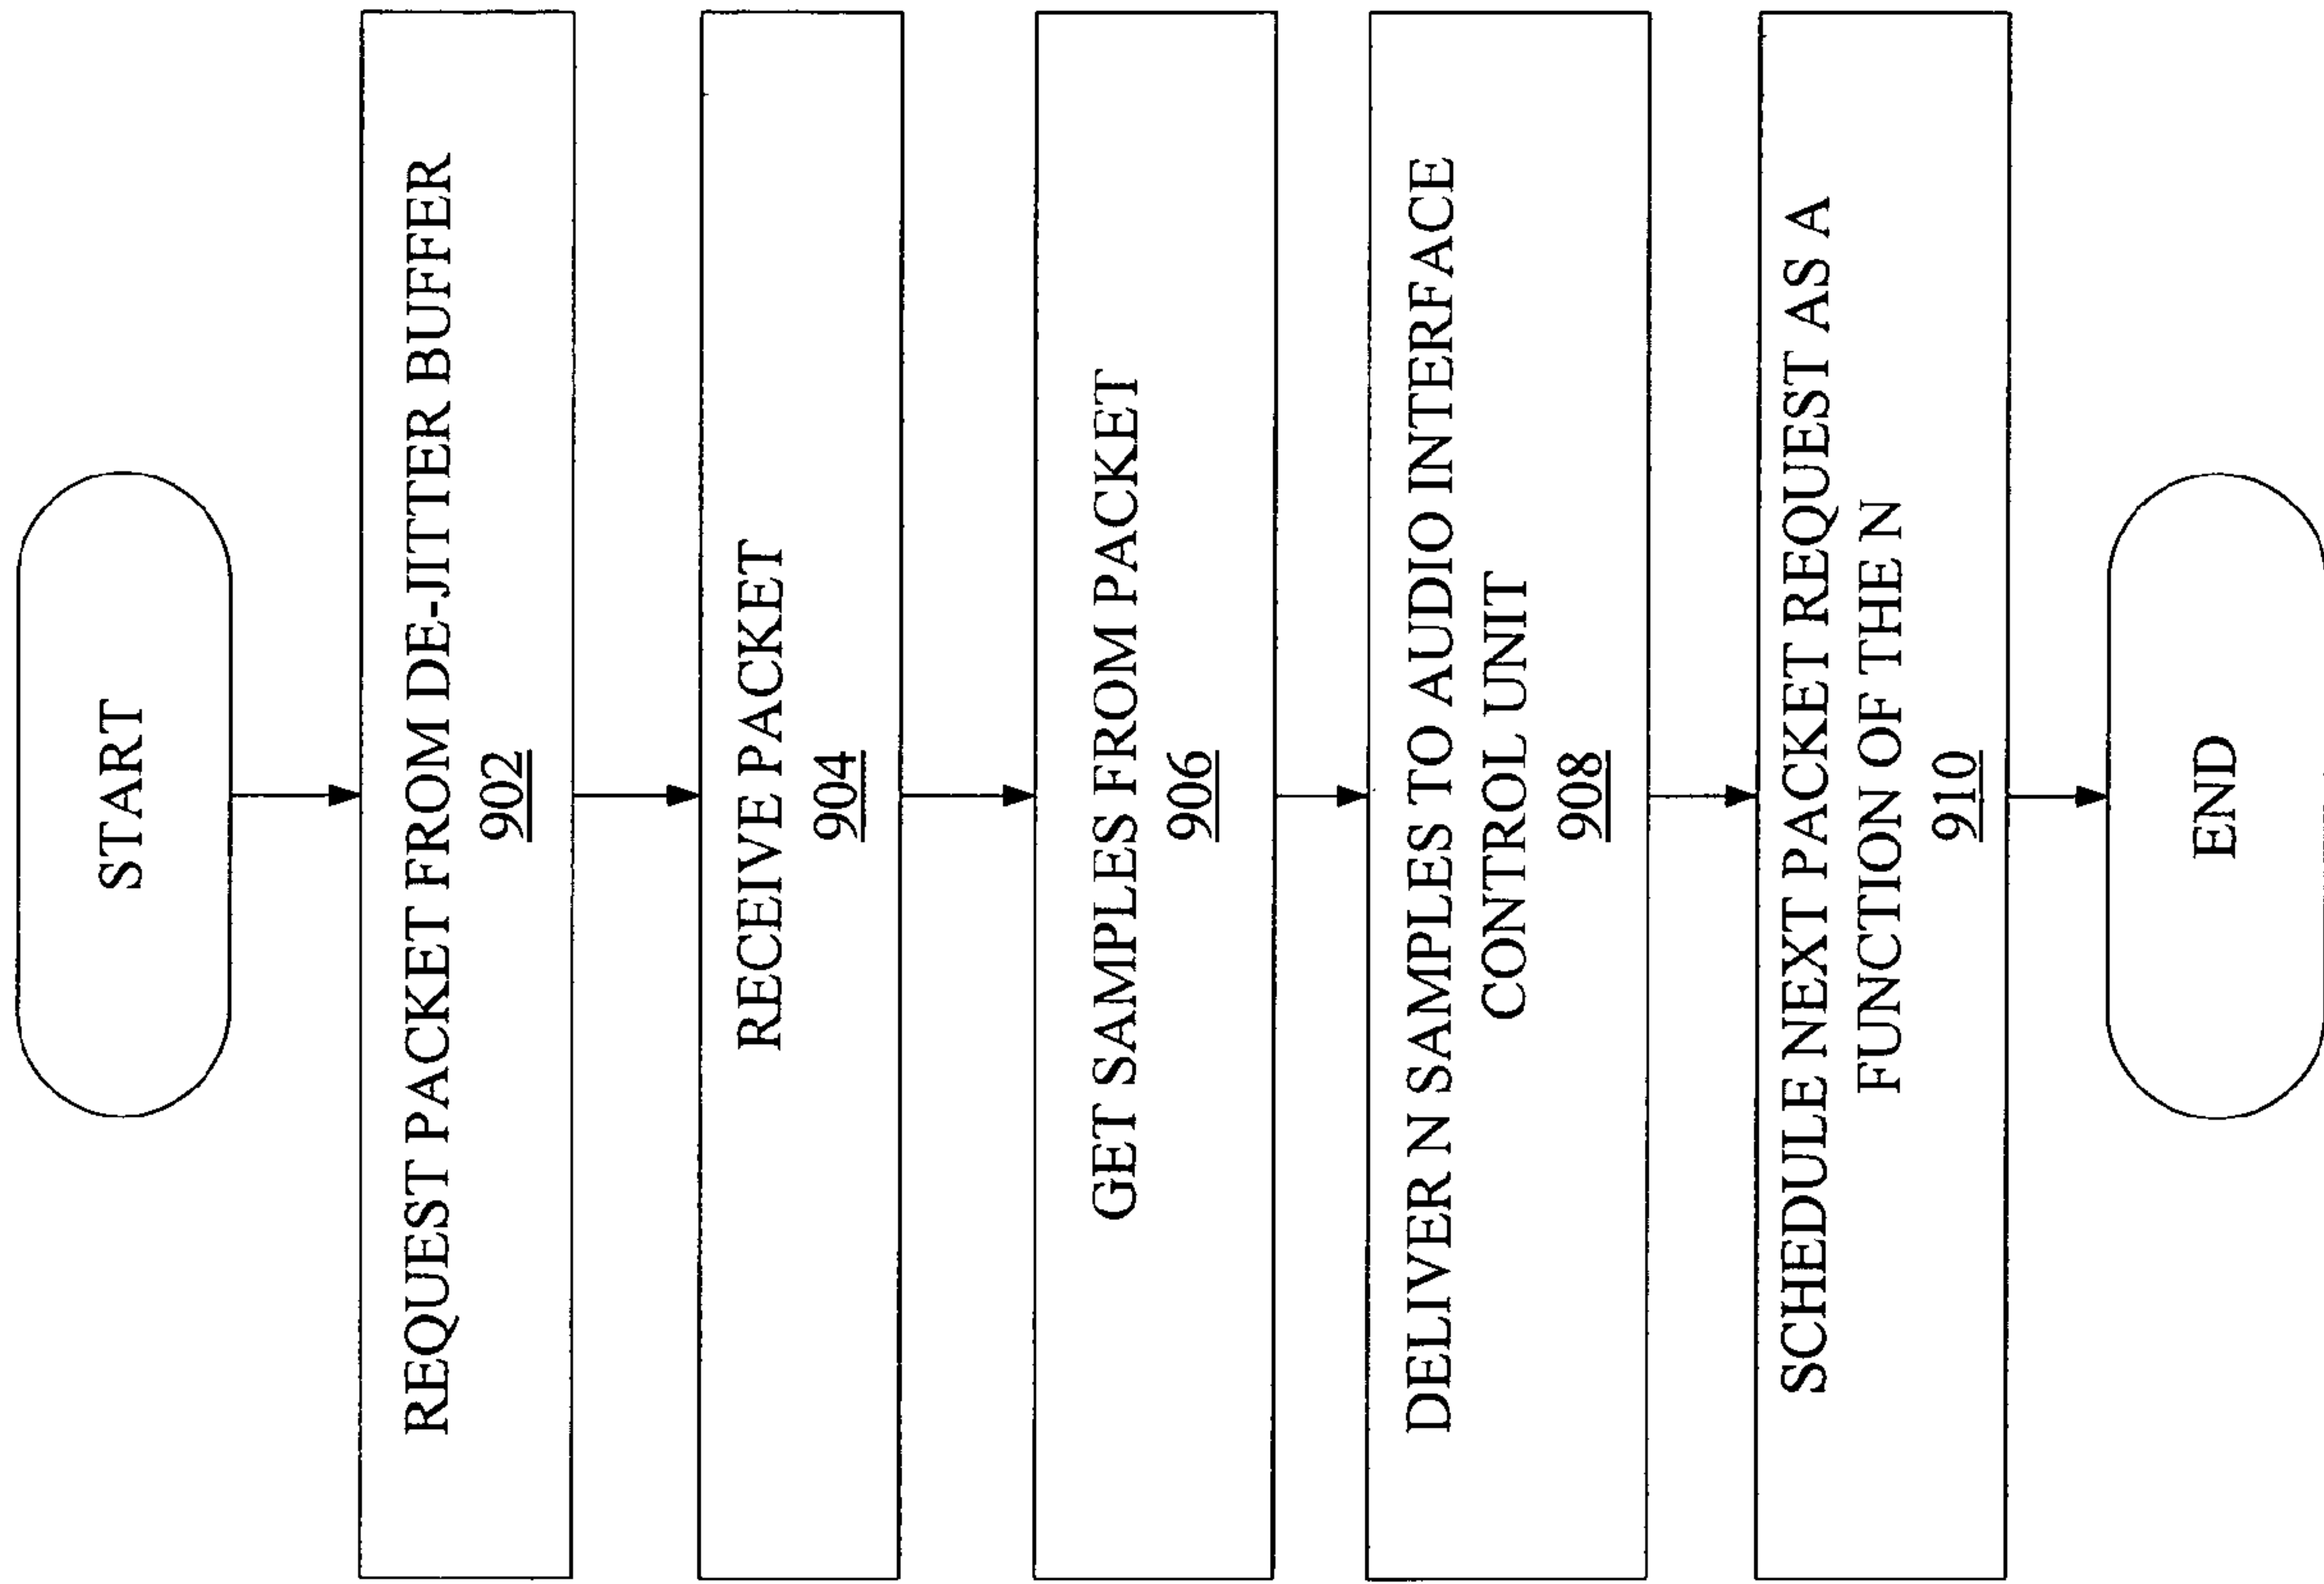 START
REQUEST PACKET FROM DE-JITTER BUFFER
902
RECEIVE PACKET
904
GET SAMPLES FROM PACKET
906
DELIVER N SAMPLES TO AUDIO INTERFACE
CONTROL UNIT
908
SCHEDULE NEXT PACKET REQUEST AS A
FUNCTION OF THE N
910
END